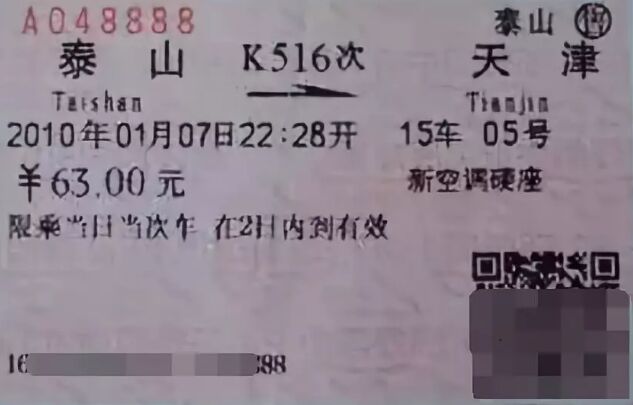 A048888 泰山 售
泰山 K516次 天津
Taishan Tianjin
2010年01月07日22:28开 15车 05号
￥63.00元 新空调硬座
限乘当日当次车 在2日内到有效
16 888